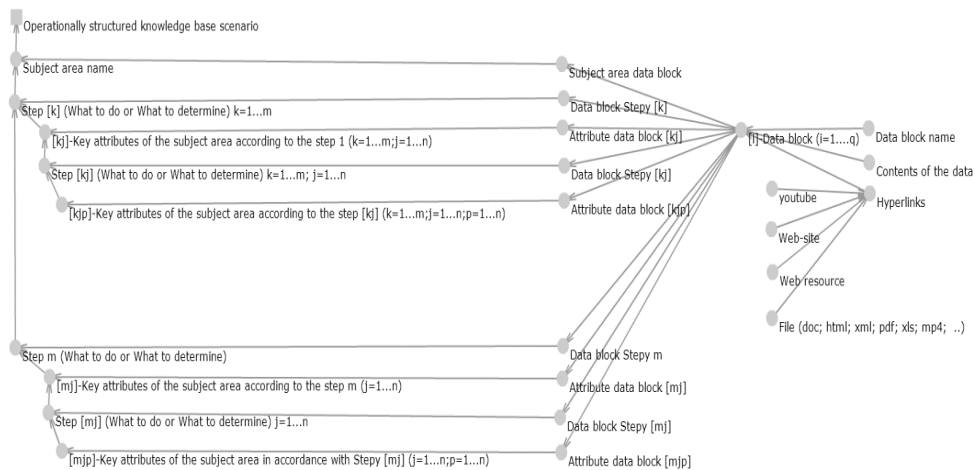 Operationally structured knowledge base scenario
Subject area name
Subject area data block
Step [k] (What to do or What to determine) k=1...m
Data block Stepy [k]
[kj]-Key attributes of the subject area according to the step 1 (k=1...m;j=1...n)
Attribute data block [kj]
[i]-Data block (i=1....q)
Data block name
Step [kj] (What to do or What to determine) k=1...m; j=1...n
Data block Stepy [kj]
Contents of the data
[kjp]-Key attributes of the subject area according to the step [kj] (k=1...m;j=1...n;p=1...n)
Attribute data block [kjp]
youtube
Hyperlinks
Web-site
Web resource
File (doc; html; xml; pdf; xls; mp4; ..)
Step m (What to do or What to determine)
Data block Stepy m
[mj]-Key attributes of the subject area according to the step m (j=1...n)
Attribute data block [mj]
Step [mj] (What to do or What to determine) j=1...n
Data block Stepy [mj]
[mjp]-Key attributes of the subject area in accordance with Stepy [mj] (j=1...n;p=1...n)
Attribute data block [mjp]